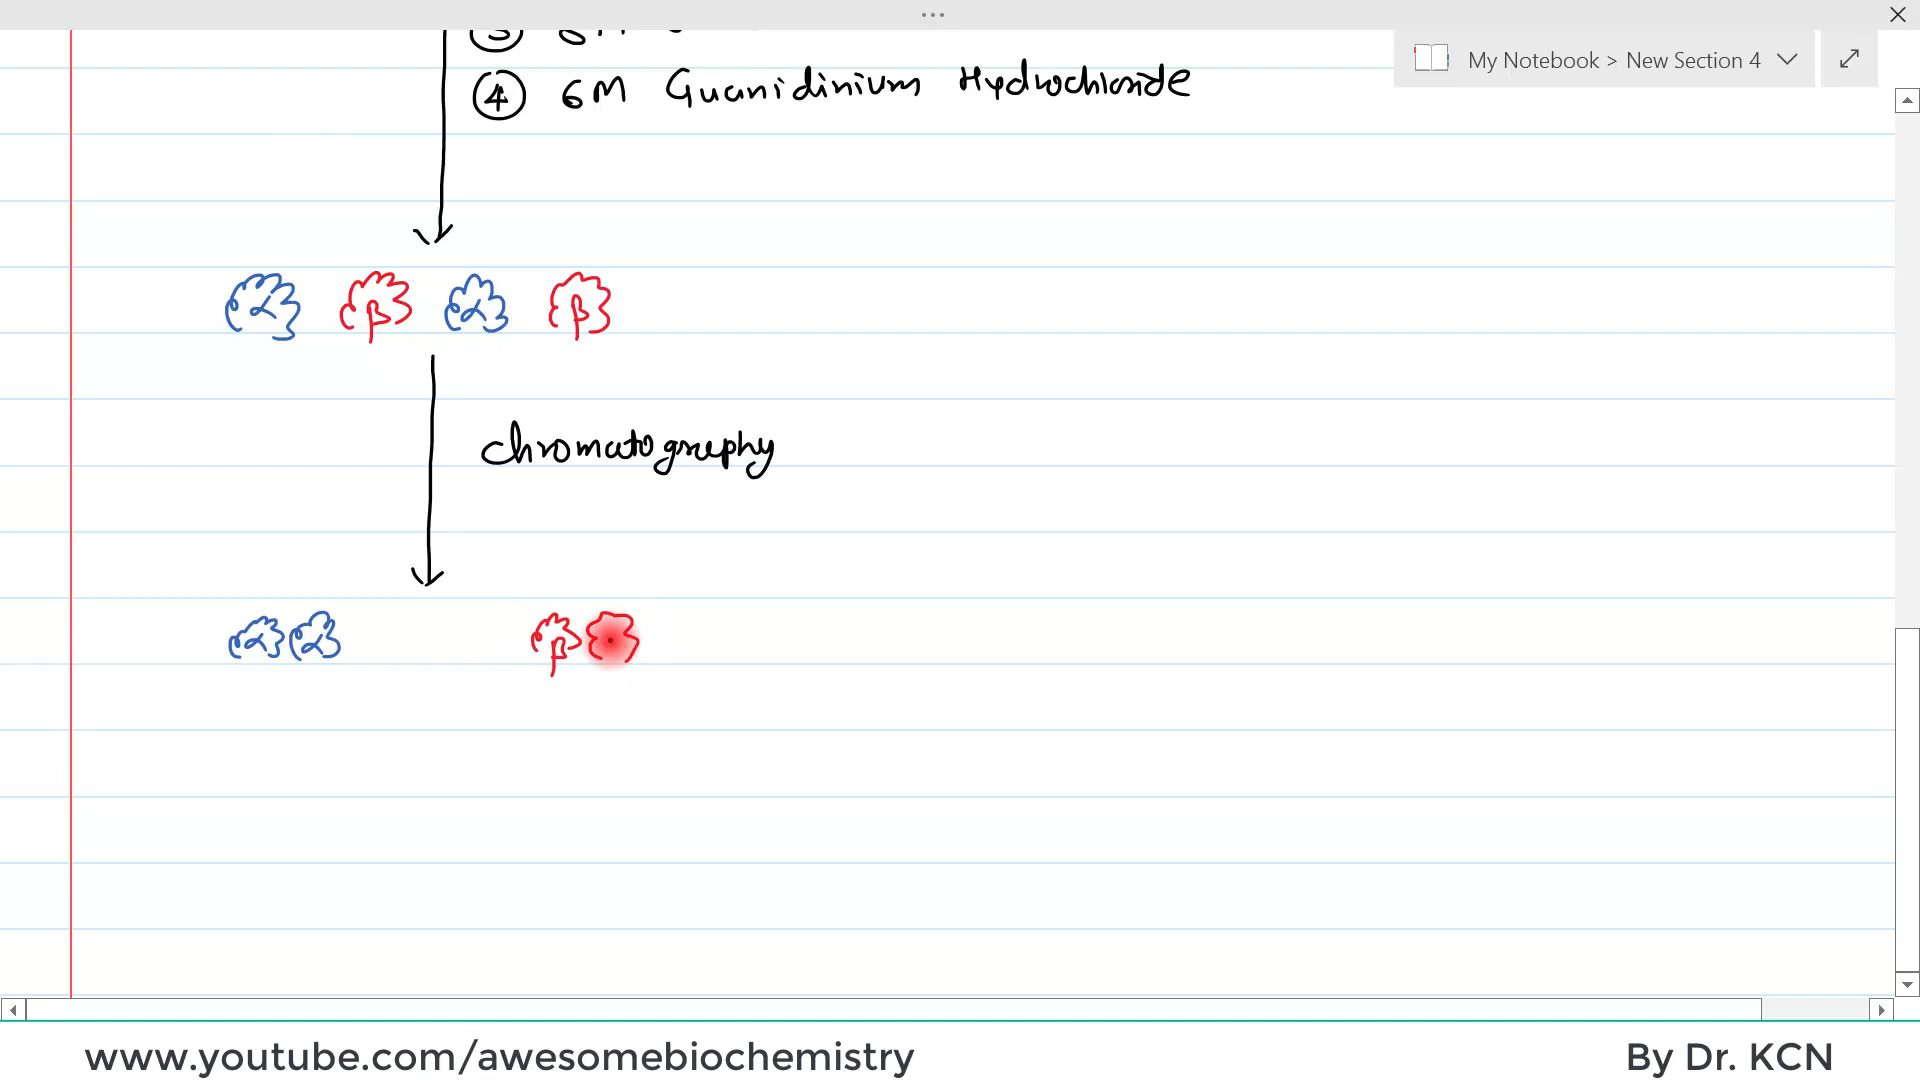 My Notebook > New Section 4
④ 6M Guanidinium Hydrochloride
α β α β
chromatography
α α β
www.youtube.com/awesomebiochemistry
By Dr. KCN